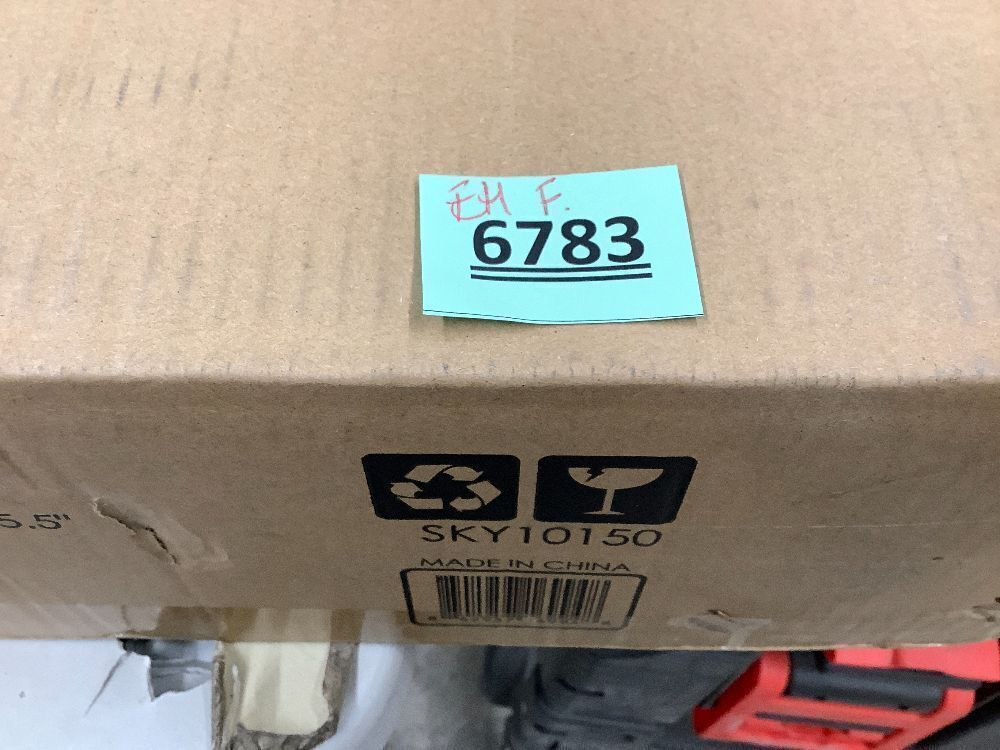 EH F.
6783
5.5"
SKY10150
MADE IN CHINA